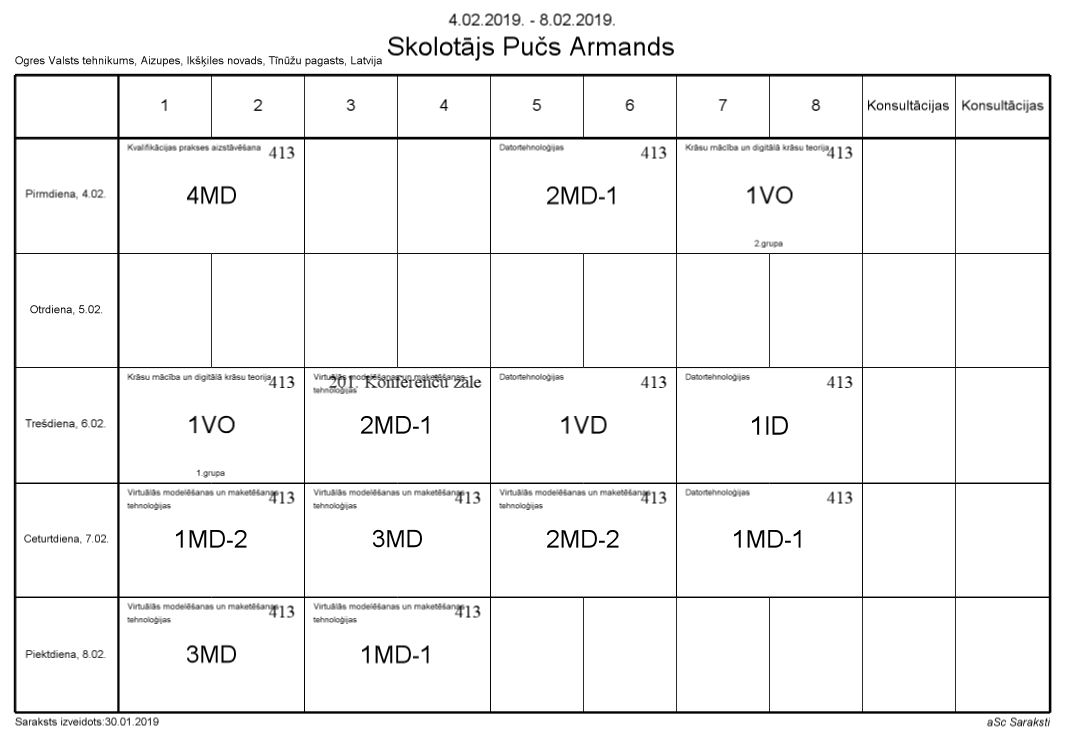 4.02.2019. - 8.02.2019.
Skolotājs Pučs Armands
Ogres Valsts tehnikums, Aizupes, Ikšķiles novads, Tīnūžu pagasts, Latvija
1 2 3 4 5 6 7 8 Konsultācijas Konsultācijas
Pirmdiena, 4.02.
Kvalifikācijas prakses aizstāvēšana 413
4MD
Datortehnoloģijas 413
2MD-1
Krāsu mācība un digitālā krāsu teorija 413
1VO
2.grupa
Otrdiena, 5.02.
Trešdiena, 6.02.
Krāsu mācība un digitālā krāsu teorija 413
1VO
1.grupa
Virtuālās modelēšanas un maketēšanas 201. Konferenču zāle
tehnoloģijas
2MD-1
Datortehnoloģijas 413
1VD
Datortehnoloģijas 413
1ID
Ceturtdiena, 7.02.
Virtuālās modelēšanas un maketēšanas 413
tehnoloģijas
1MD-2
Virtuālās modelēšanas un maketēšanas 413
tehnoloģijas
3MD
Virtuālās modelēšanas un maketēšanas 413
tehnoloģijas
2MD-2
Datortehnoloģijas 413
1MD-1
Piektdiena, 8.02.
Virtuālās modelēšanas un maketēšanas 413
tehnoloģijas
3MD
Virtuālās modelēšanas un maketēšanas 413
tehnoloģijas
1MD-1
Saraksts izveidots:30.01.2019
aSc Saraksti